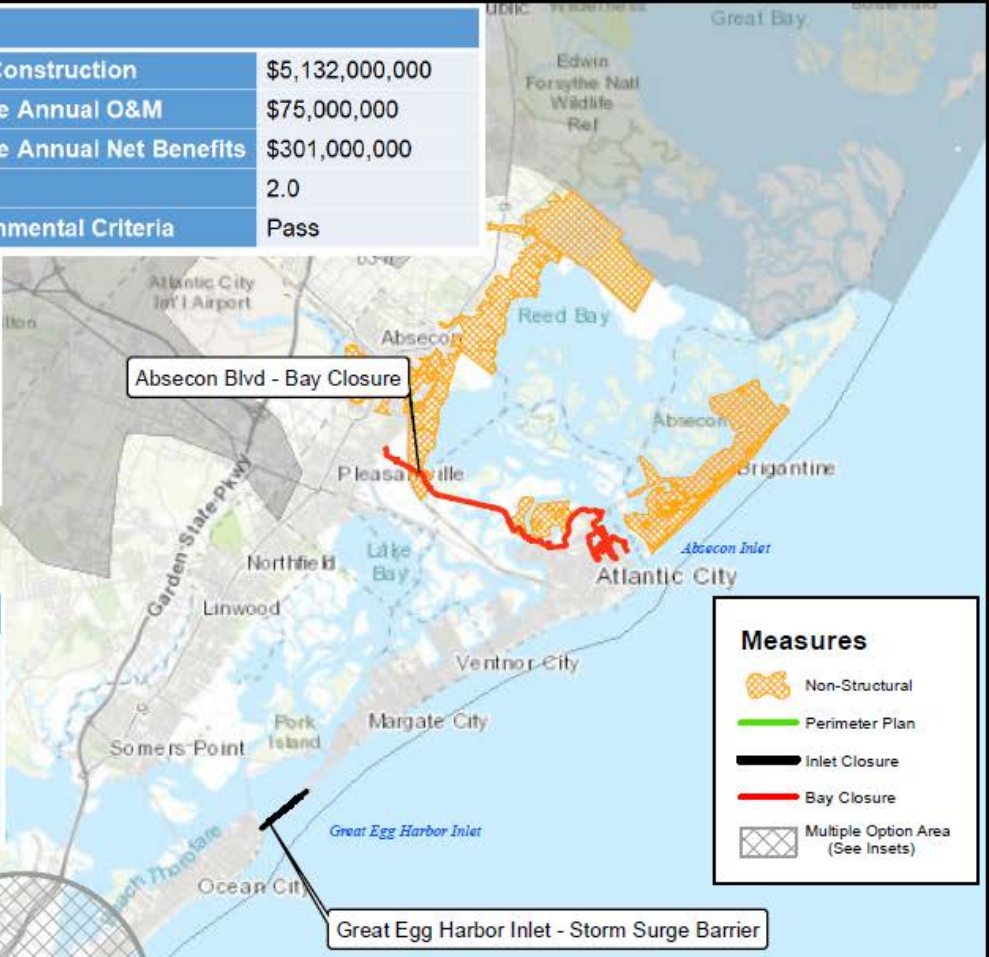 Construction $5,132,000,000
Annual O&M $75,000,000
Annual Net Benefits $301,000,000
2.0
Criteria Pass
Great Bay
Edwin
Forsythe Natl
Wildlife
Ref
Atlantic City
Int'l Airport
Absecon
Reed Bay
Absecon Blvd - Bay Closure
Absecon
Pleasantville
Brigantine
Absecon Inlet
Garden State Pkwy
Northfield
Lake
Bay
Atlantic City
Linwood
Ventnor City
Margate City
Pork
Island
Somers Point
Great Egg Harbor Inlet
Ocean City
Great Egg Harbor Inlet - Storm Surge Barrier
Measures
Non-Structural
Perimeter Plan
Inlet Closure
Bay Closure
Multiple Option Area
(See Insets)